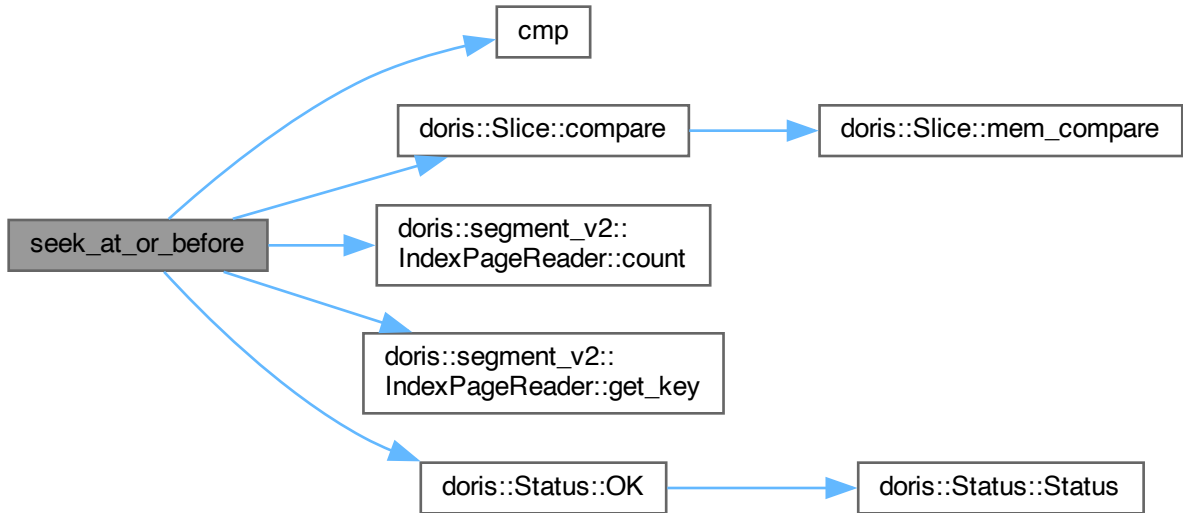 cmp
doris::Slice::compare
doris::Slice::mem_compare
doris::segment_v2::
IndexPageReader::count
seek_at_or_before
doris::segment_v2::
IndexPageReader::get_key
doris::Status::OK
doris::Status::Status